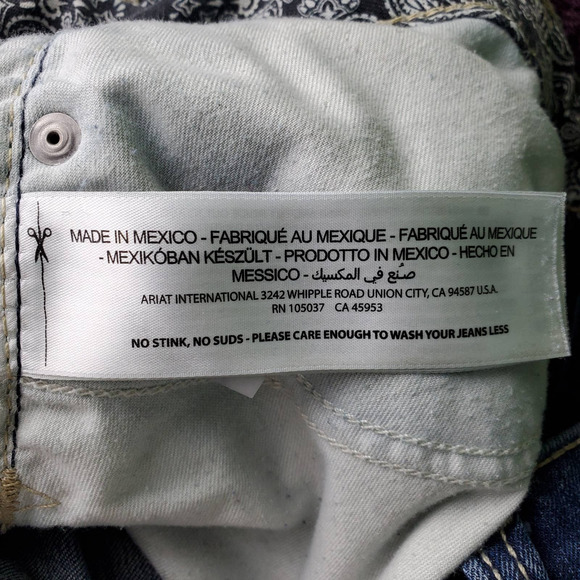 MADE IN MEXICO - FABRIQUÉ AU MEXIQUE - FABRIQUÉ AU MEXIQUE
- MEXIKÓBAN KÉSZÜLT - PRODOTTO IN MEXICO - HECHO EN
MESSICO - صُنع في المكسيك
ARIAT INTERNATIONAL 3242 WHIPPLE ROAD UNION CITY, CA 94587 U.S.A.
RN 105037 CA 45953
NO STINK, NO SUDS - PLEASE CARE ENOUGH TO WASH YOUR JEANS LESS